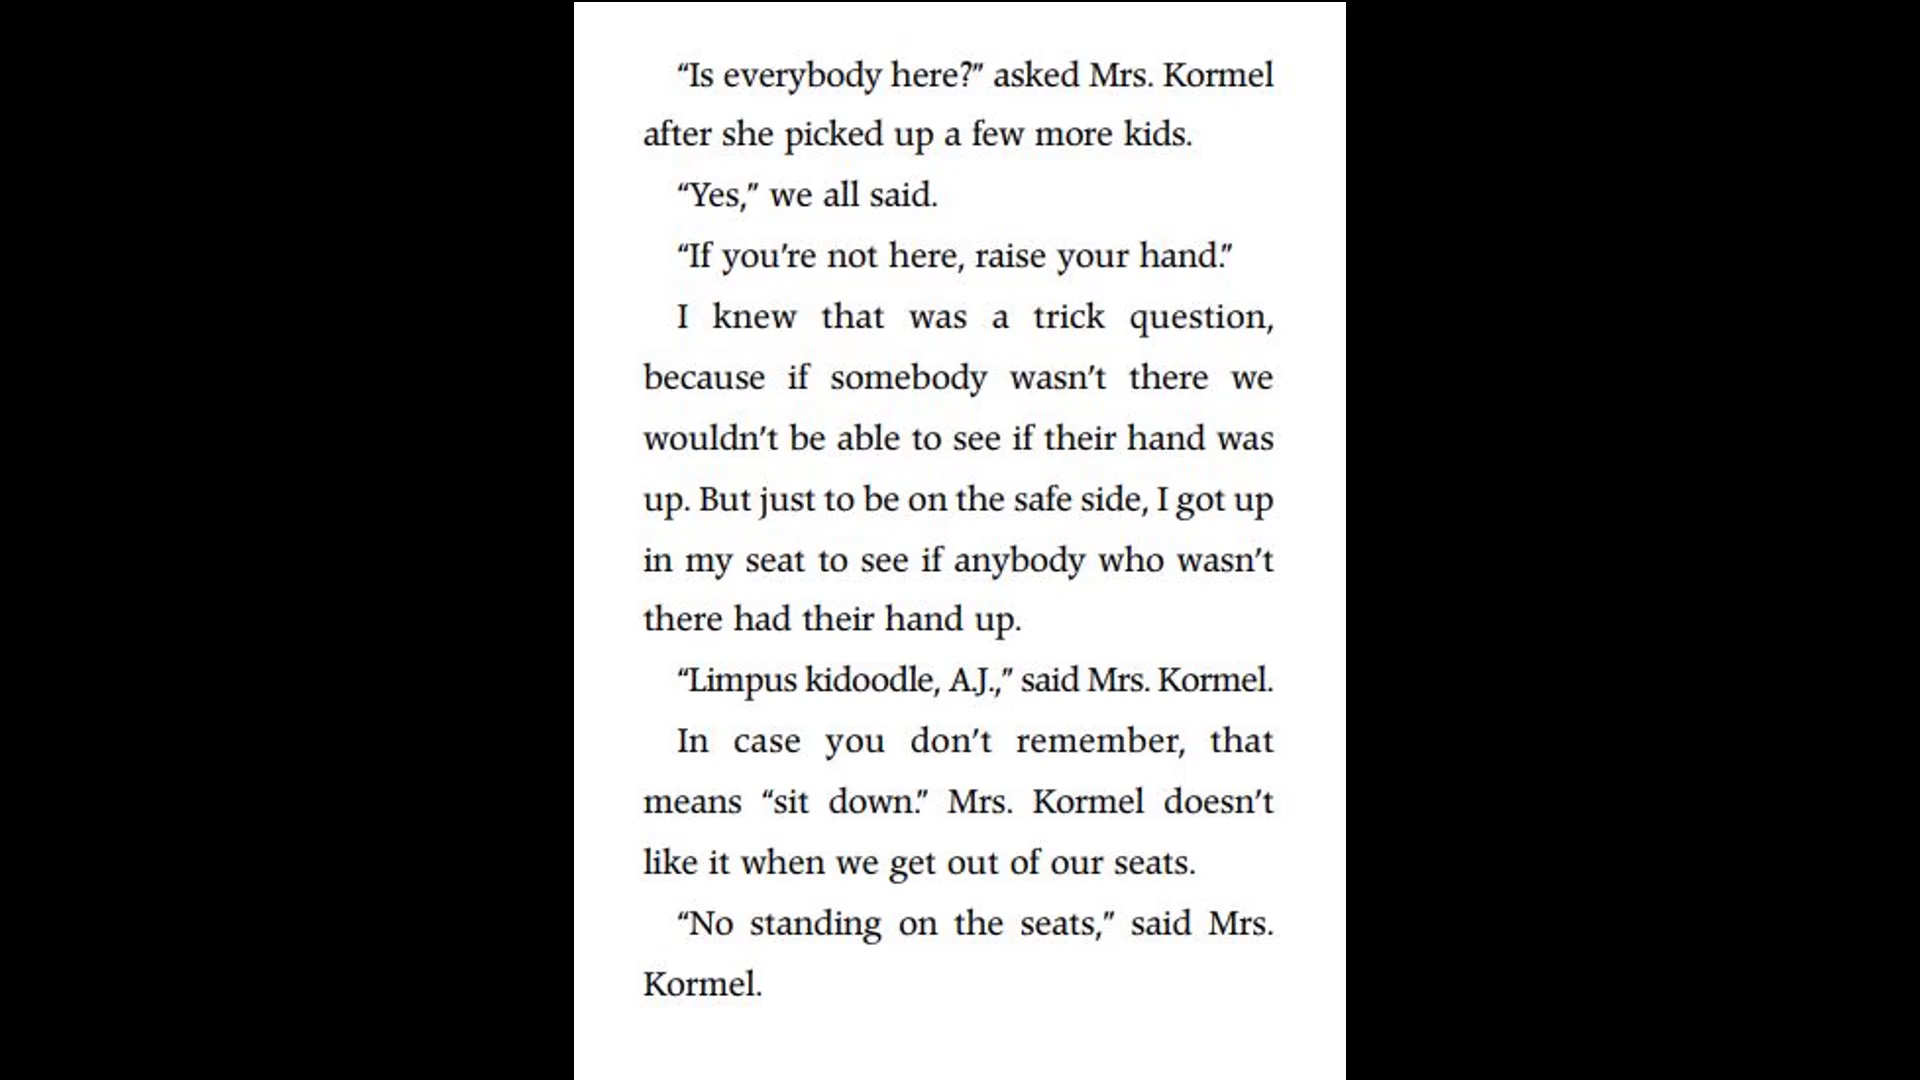 “Is everybody here?” asked Mrs. Kormel
after she picked up a few more kids.
“Yes,” we all said.
“If you’re not here, raise your hand.”
I knew that was a trick question,
because if somebody wasn’t there we
wouldn’t be able to see if their hand was
up. But just to be on the safe side, I got up
in my seat to see if anybody who wasn’t
there had their hand up.
“Limpus kidoodle, A.J.,” said Mrs. Kormel.
In case you don’t remember, that
means “sit down.” Mrs. Kormel doesn’t
like it when we get out of our seats.
“No standing on the seats,” said Mrs.
Kormel.